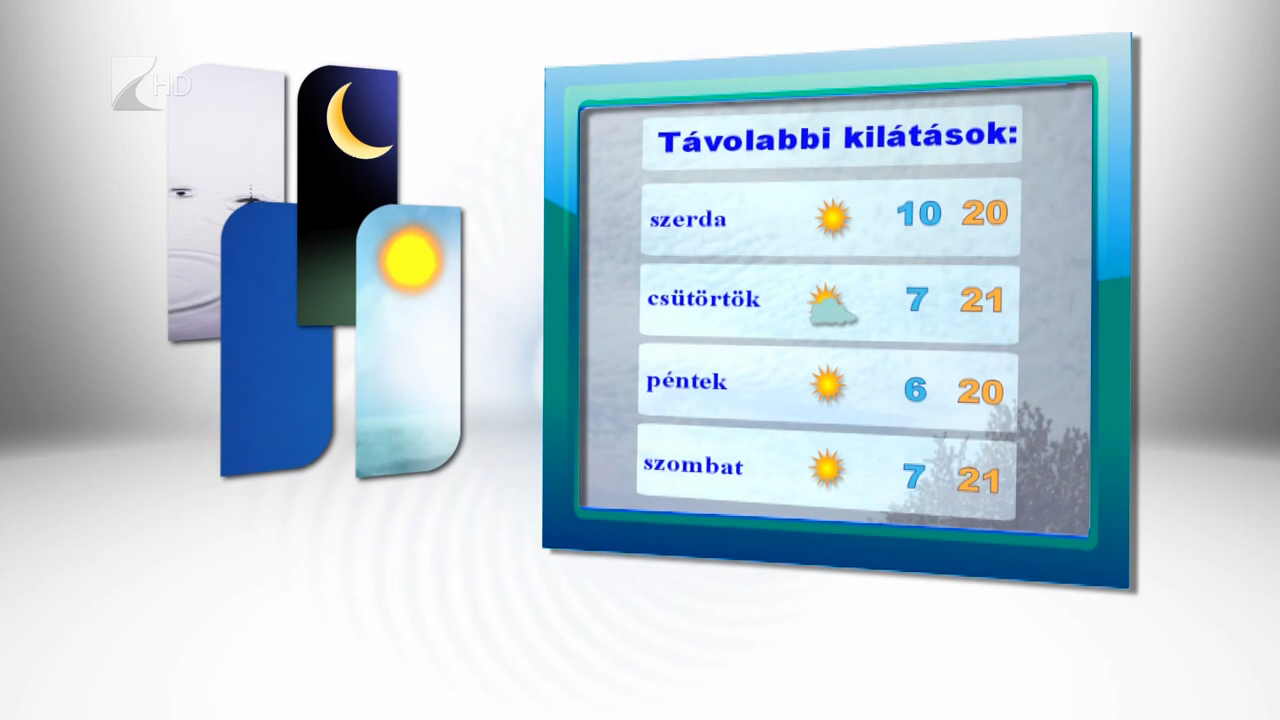 HD
Távolabbi kilátások:
szerda 10 20
csütörtök 7 21
péntek 6 20
szombat 7 21